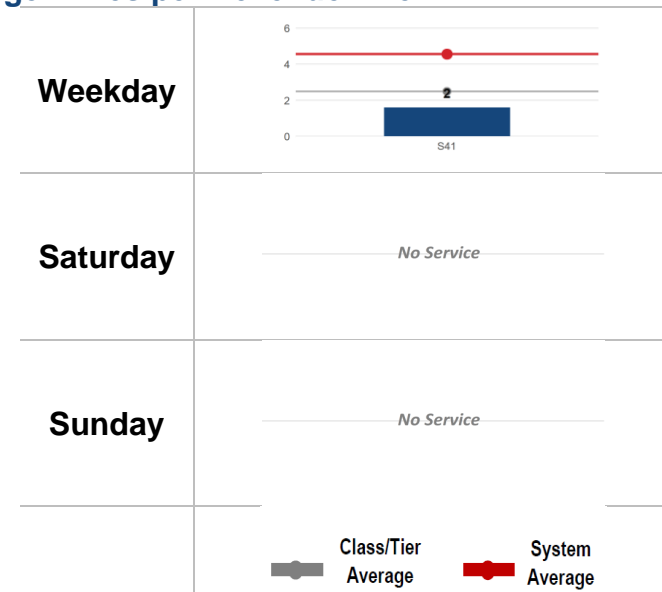 Weekday
6
4
2
0
2
S41
Saturday
No Service
Sunday
No Service
Class/Tier
Average
System
Average